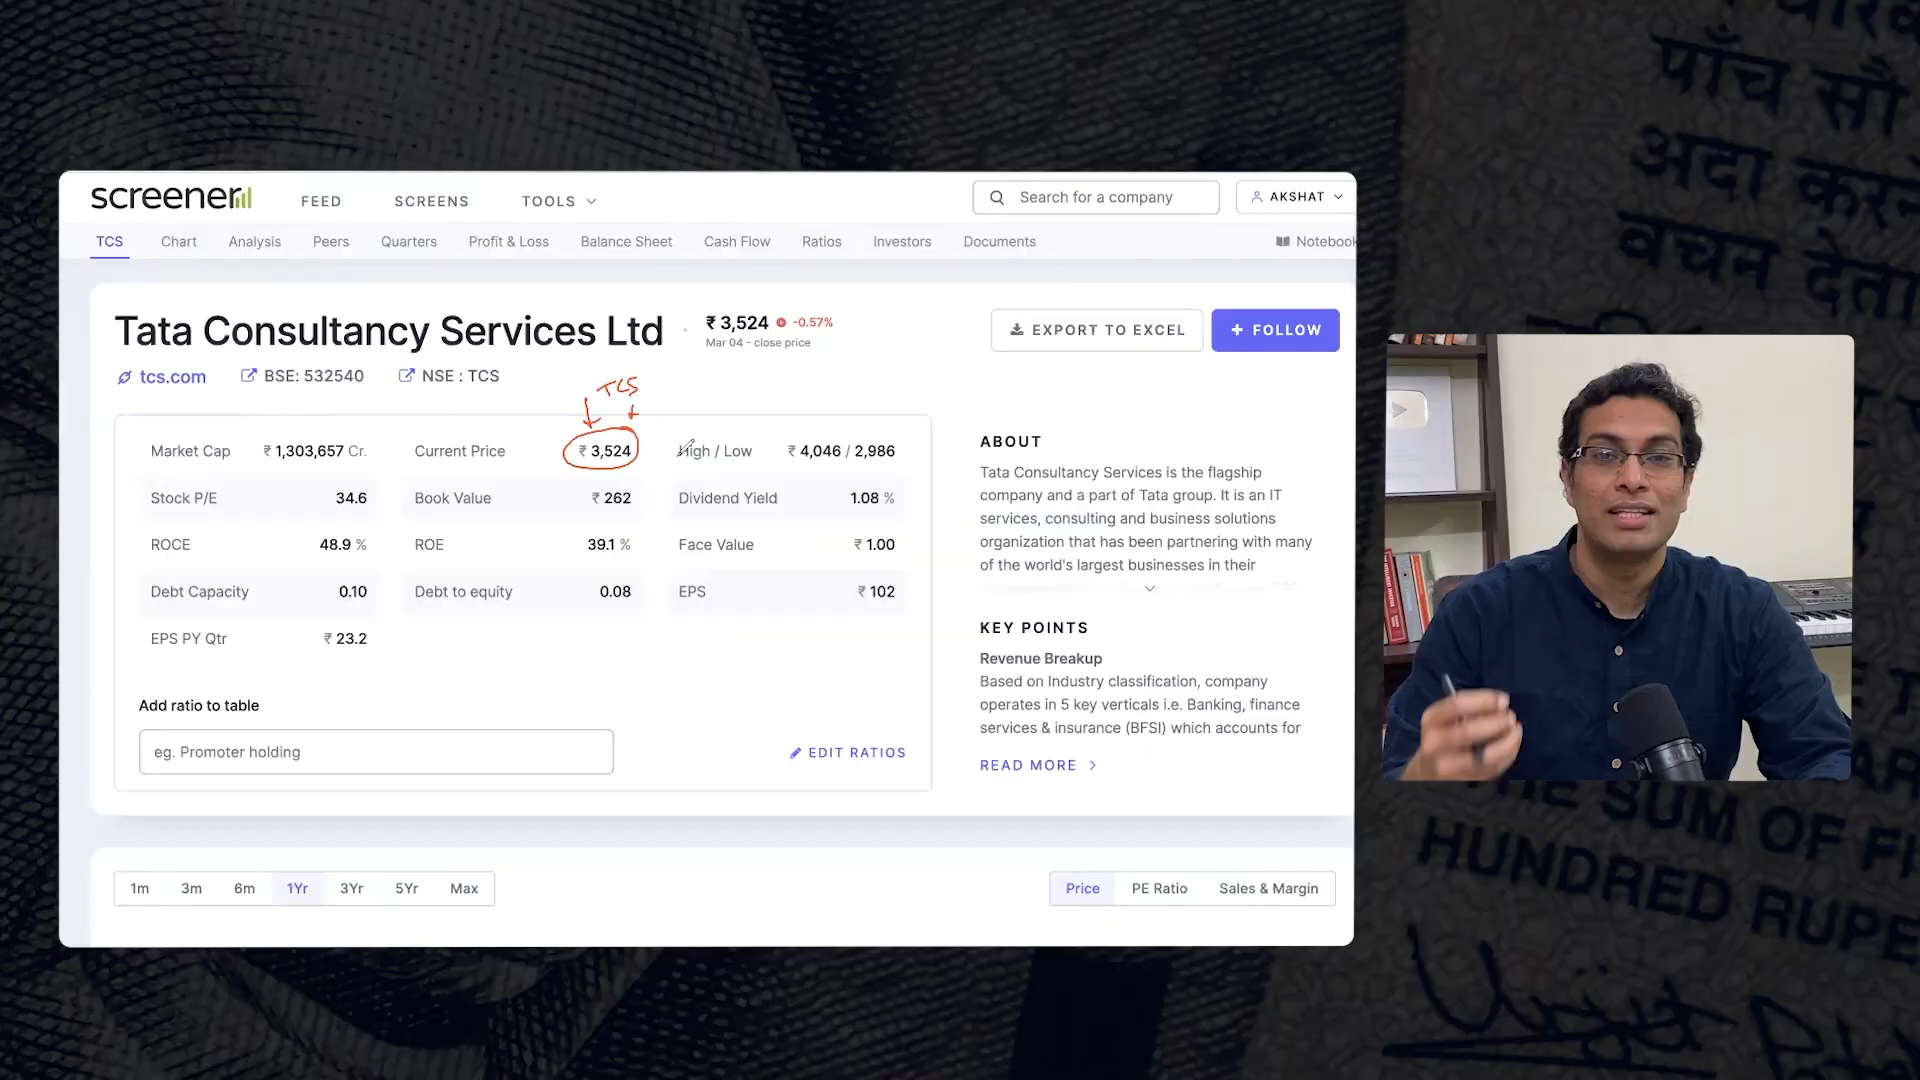 screener
FEED
SCREENS
TOOLS
Search for a company
AKSHAT
TCS
Chart
Analysis
Peers
Quarters
Profit & Loss
Balance Sheet
Cash Flow
Ratios
Investors
Documents
Notebook
Tata Consultancy Services Ltd
₹ 3,524 -0.57%
Mar 04 - close price
EXPORT TO EXCEL
+ FOLLOW
tcs.com
BSE: 532540
NSE : TCS
TCS
Market Cap ₹ 1,303,657 Cr.
Current Price ₹ 3,524
High / Low ₹ 4,046 / 2,986
Stock P/E 34.6
Book Value ₹ 262
Dividend Yield 1.08 %
ROCE 48.9 %
ROE 39.1 %
Face Value ₹ 1.00
Debt Capacity 0.10
Debt to equity 0.08
EPS ₹ 102
EPS PY Qtr ₹ 23.2
Add ratio to table
eg. Promoter holding
EDIT RATIOS
ABOUT
Tata Consultancy Services is the flagship
company and a part of Tata group. It is an IT
services, consulting and business solutions
organization that has been partnering with many
of the world's largest businesses in their
KEY POINTS
Revenue Breakup
Based on Industry classification, company
operates in 5 key verticals i.e. Banking, finance
services & insurance (BFSI) which accounts for
READ MORE
1m 3m 6m 1Yr 3Yr 5Yr Max
Price PE Ratio Sales & Margin
पाँच सौ
अदा करने
वचन देता
THE SUM OF FI
HUNDRED RUPE